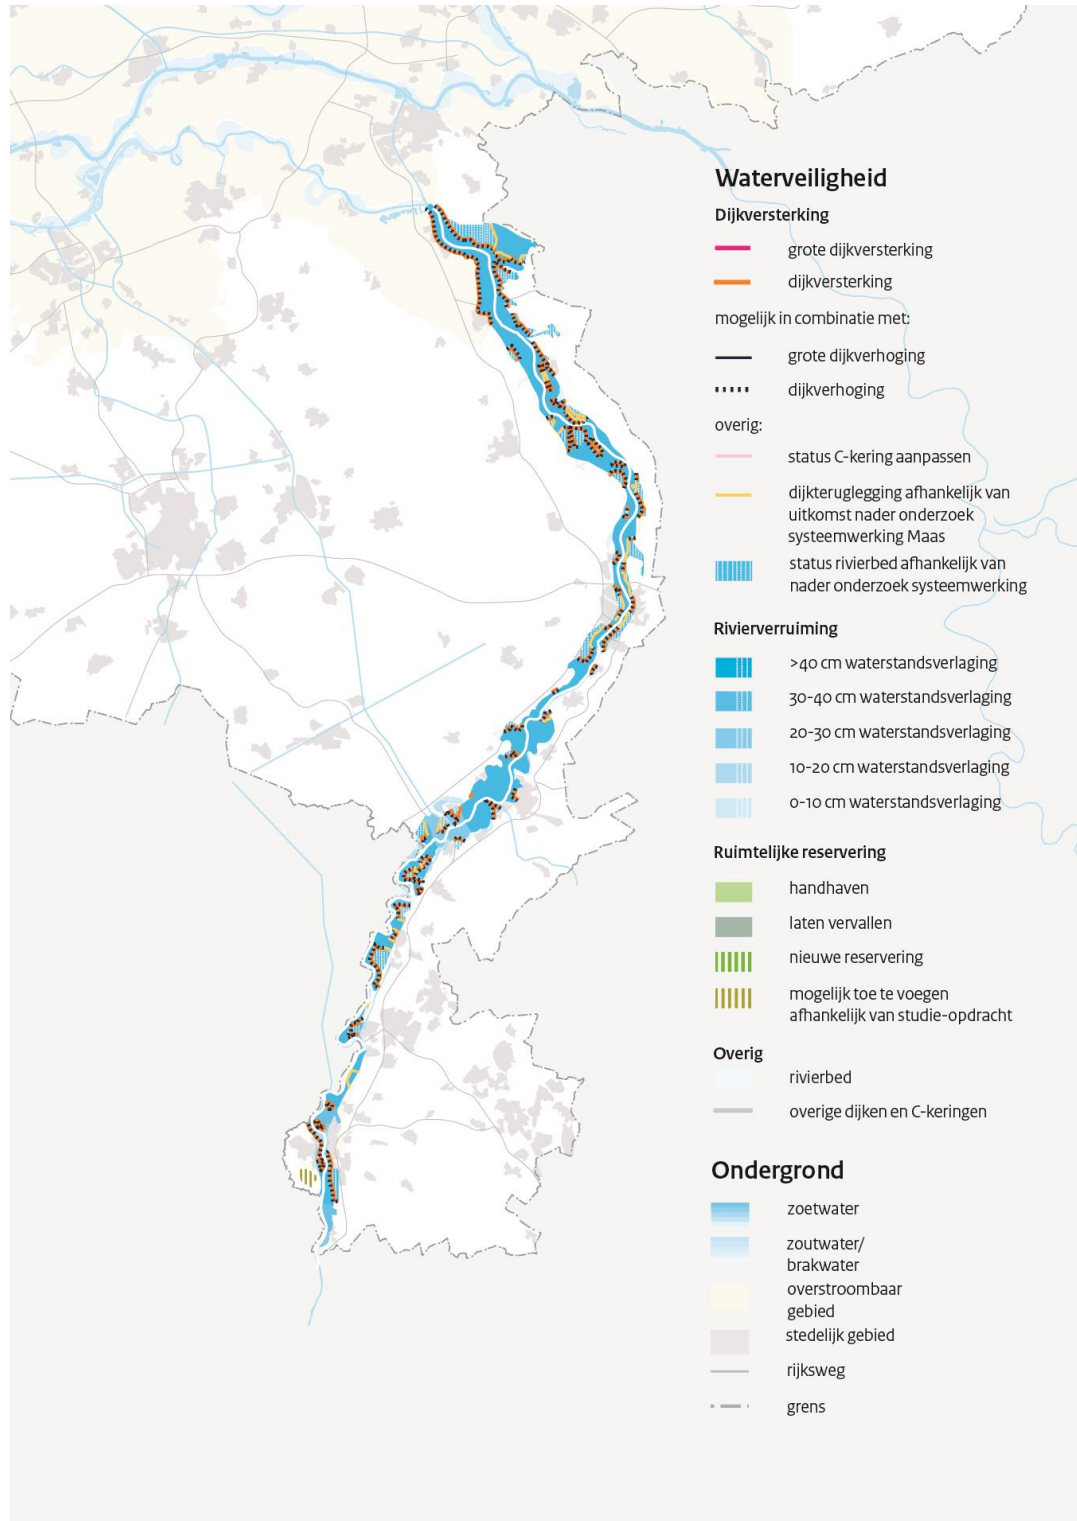 Waterveiligheid
Dijkversterking
grote dijkversterking
dijkversterking
mogelijk in combinatie met:
grote dijkverhoging
dijkverhoging
overig:
status C-kering aanpassen
dijkteruglegging afhankelijk van
uitkomst nader onderzoek
systeemwerking Maas
status rivierbed afhankelijk van
nader onderzoek systeemwerking
Rivierverruiming
>40 cm waterstandsverlaging
30-40 cm waterstandsverlaging
20-30 cm waterstandsverlaging
10-20 cm waterstandsverlaging
0-10 cm waterstandsverlaging
Ruimtelijke reservering
handhaven
laten vervallen
nieuwe reservering
mogelijk toe te voegen
afhankelijk van studie-opdracht
Overig
rivierbed
overige dijken en C-keringen
Ondergrond
zoetwater
zoutwater/
brakwater
overstroombaar
gebied
stedelijk gebied
rijksweg
grens